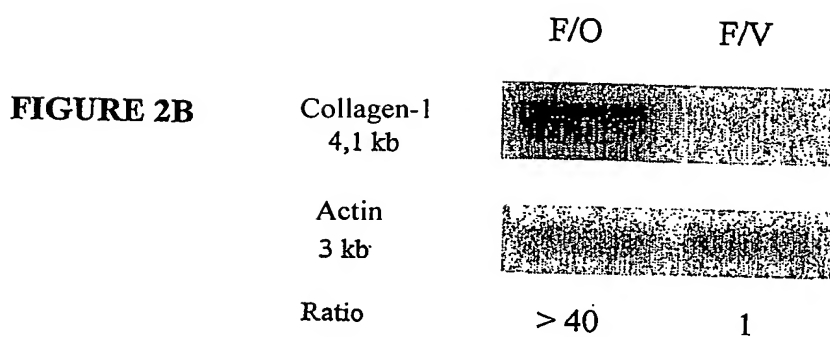 F/O F/V
FIGURE 2B Collagen-1
4,1 kb
Actin
3 kb
Ratio > 40 1